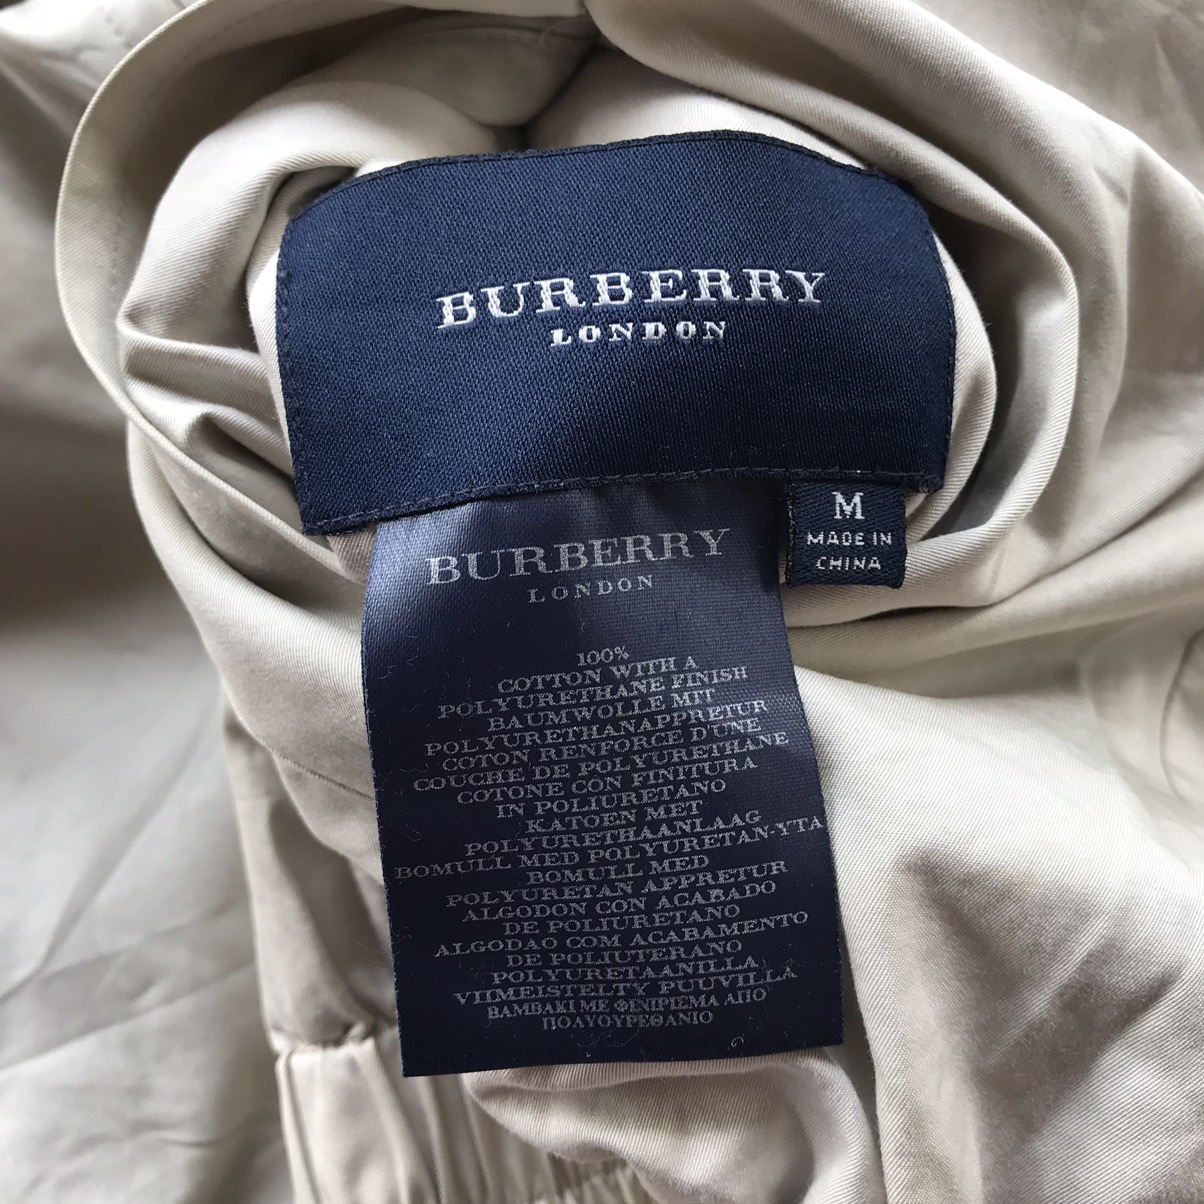 BURBERRY
LONDON
M
MADE IN
CHINA
BURBERRY
LONDON
100%
COTTON WITH A
POLYURETHANE FINISH
BAUMWOLLE MIT
POLYURETHANAPPRETUR
COTON RENFORCE D'UNE
COUCHE DE POLYURETHANE
COTONE CON FINITURA
IN POLIURETANO
KATOEN MET
POLYURETHAANLAAG
BOMULL MED POLYURETAN-YTA
BOMULL MED
POLYURETAN APPRETUR
ALGODON CON ACABADO
DE POLIURETANO
ALGODAO COM ACABAMENTO
DE POLIUTERANO
POLYURETAANILLA
VIIMEISTELTY PUUVILLA
ΒΑΜΒΑΚΙ ΜΕ ΦΕΝΙΡΙΣΜΑ ΑΠΟ'
ΠΟΛΥΟΥΡΕΘΑΝΙΟ